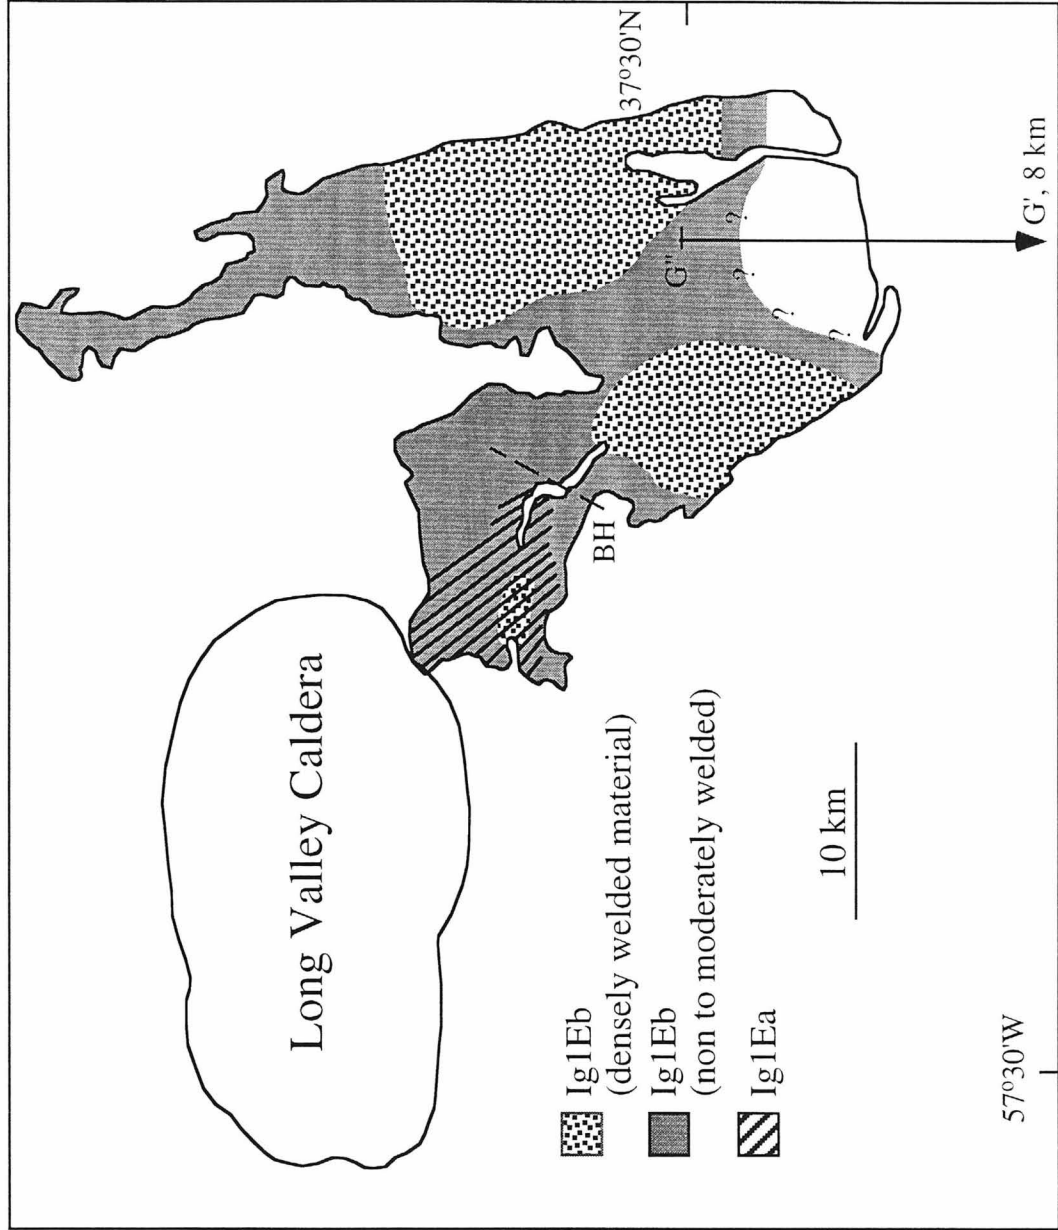 37°30'N
Long Valley Caldera
G"
?
?
?
?
BH
Ig1Eb
(densely welded material)
Ig1Eb
(non to moderately welded)
Ig1Ea
10 km
G', 8 km
57°30'W